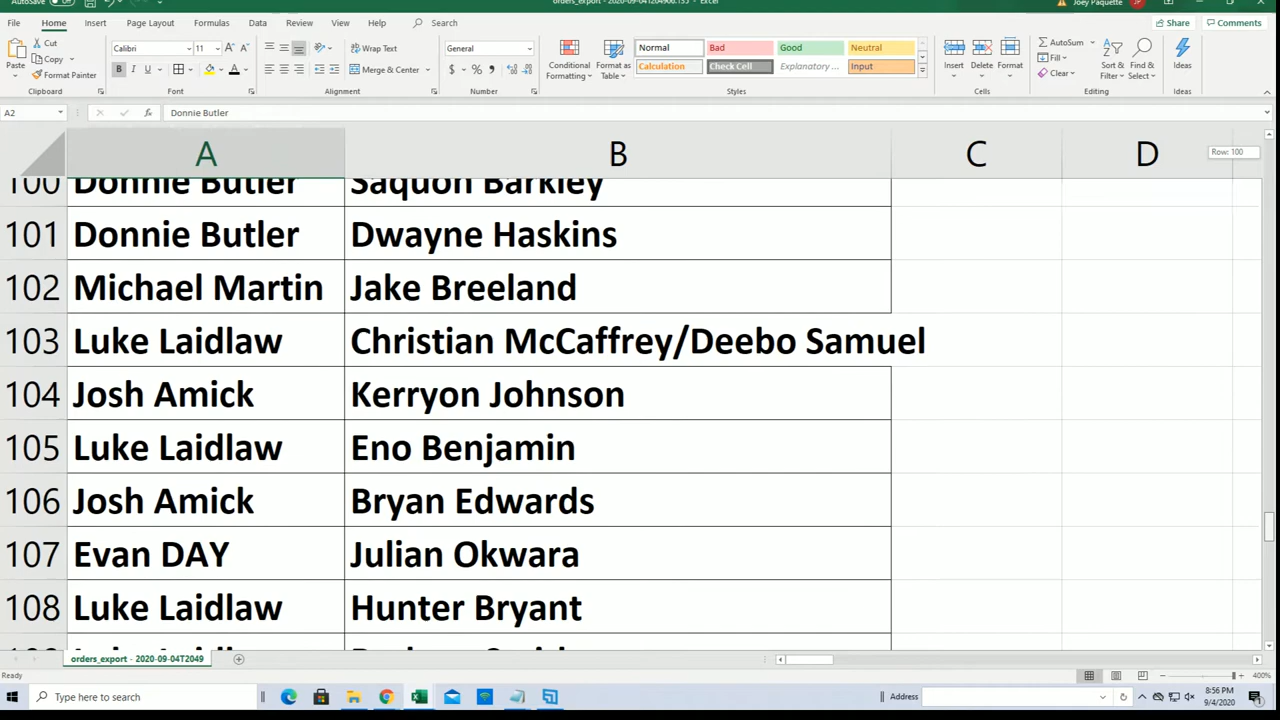 AutoSave Off
Excel
Joey Paquette
File Home Insert Page Layout Formulas Data Review View Help Search Share Comments
Paste Cut Copy Format Painter Clipboard
Calibri 11 Font
Wrap Text Merge & Center Alignment
General Number
Conditional Formatting Format as Table
Normal Bad Good Neutral
Calculation Check Cell Explanatory ... Input
Styles
Insert Delete Format Cells
AutoSum Fill Clear Sort & Filter Find & Select Editing
Ideas Ideas
A2 Donnie Butler
A B C D Row: 100
100 Donnie Butler Saquon Barkley
101 Donnie Butler Dwayne Haskins
102 Michael Martin Jake Breeland
103 Luke Laidlaw Christian McCaffrey/Deebo Samuel
104 Josh Amick Kerryon Johnson
105 Luke Laidlaw Eno Benjamin
106 Josh Amick Bryan Edwards
107 Evan DAY Julian Okwara
108 Luke Laidlaw Hunter Bryant
orders_export - 2020-09-04T2049
Ready 400%
Type here to search Address 8:56 PM
9/4/2020